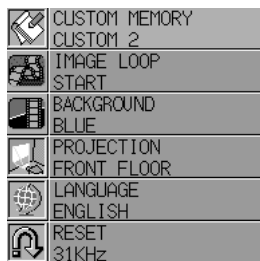 CUSTOM MEMORY
CUSTOM 2
IMAGE LOOP
START
BACKGROUND
BLUE
PROJECTION
FRONT FLOOR
LANGUAGE
ENGLISH
RESET
31KHz